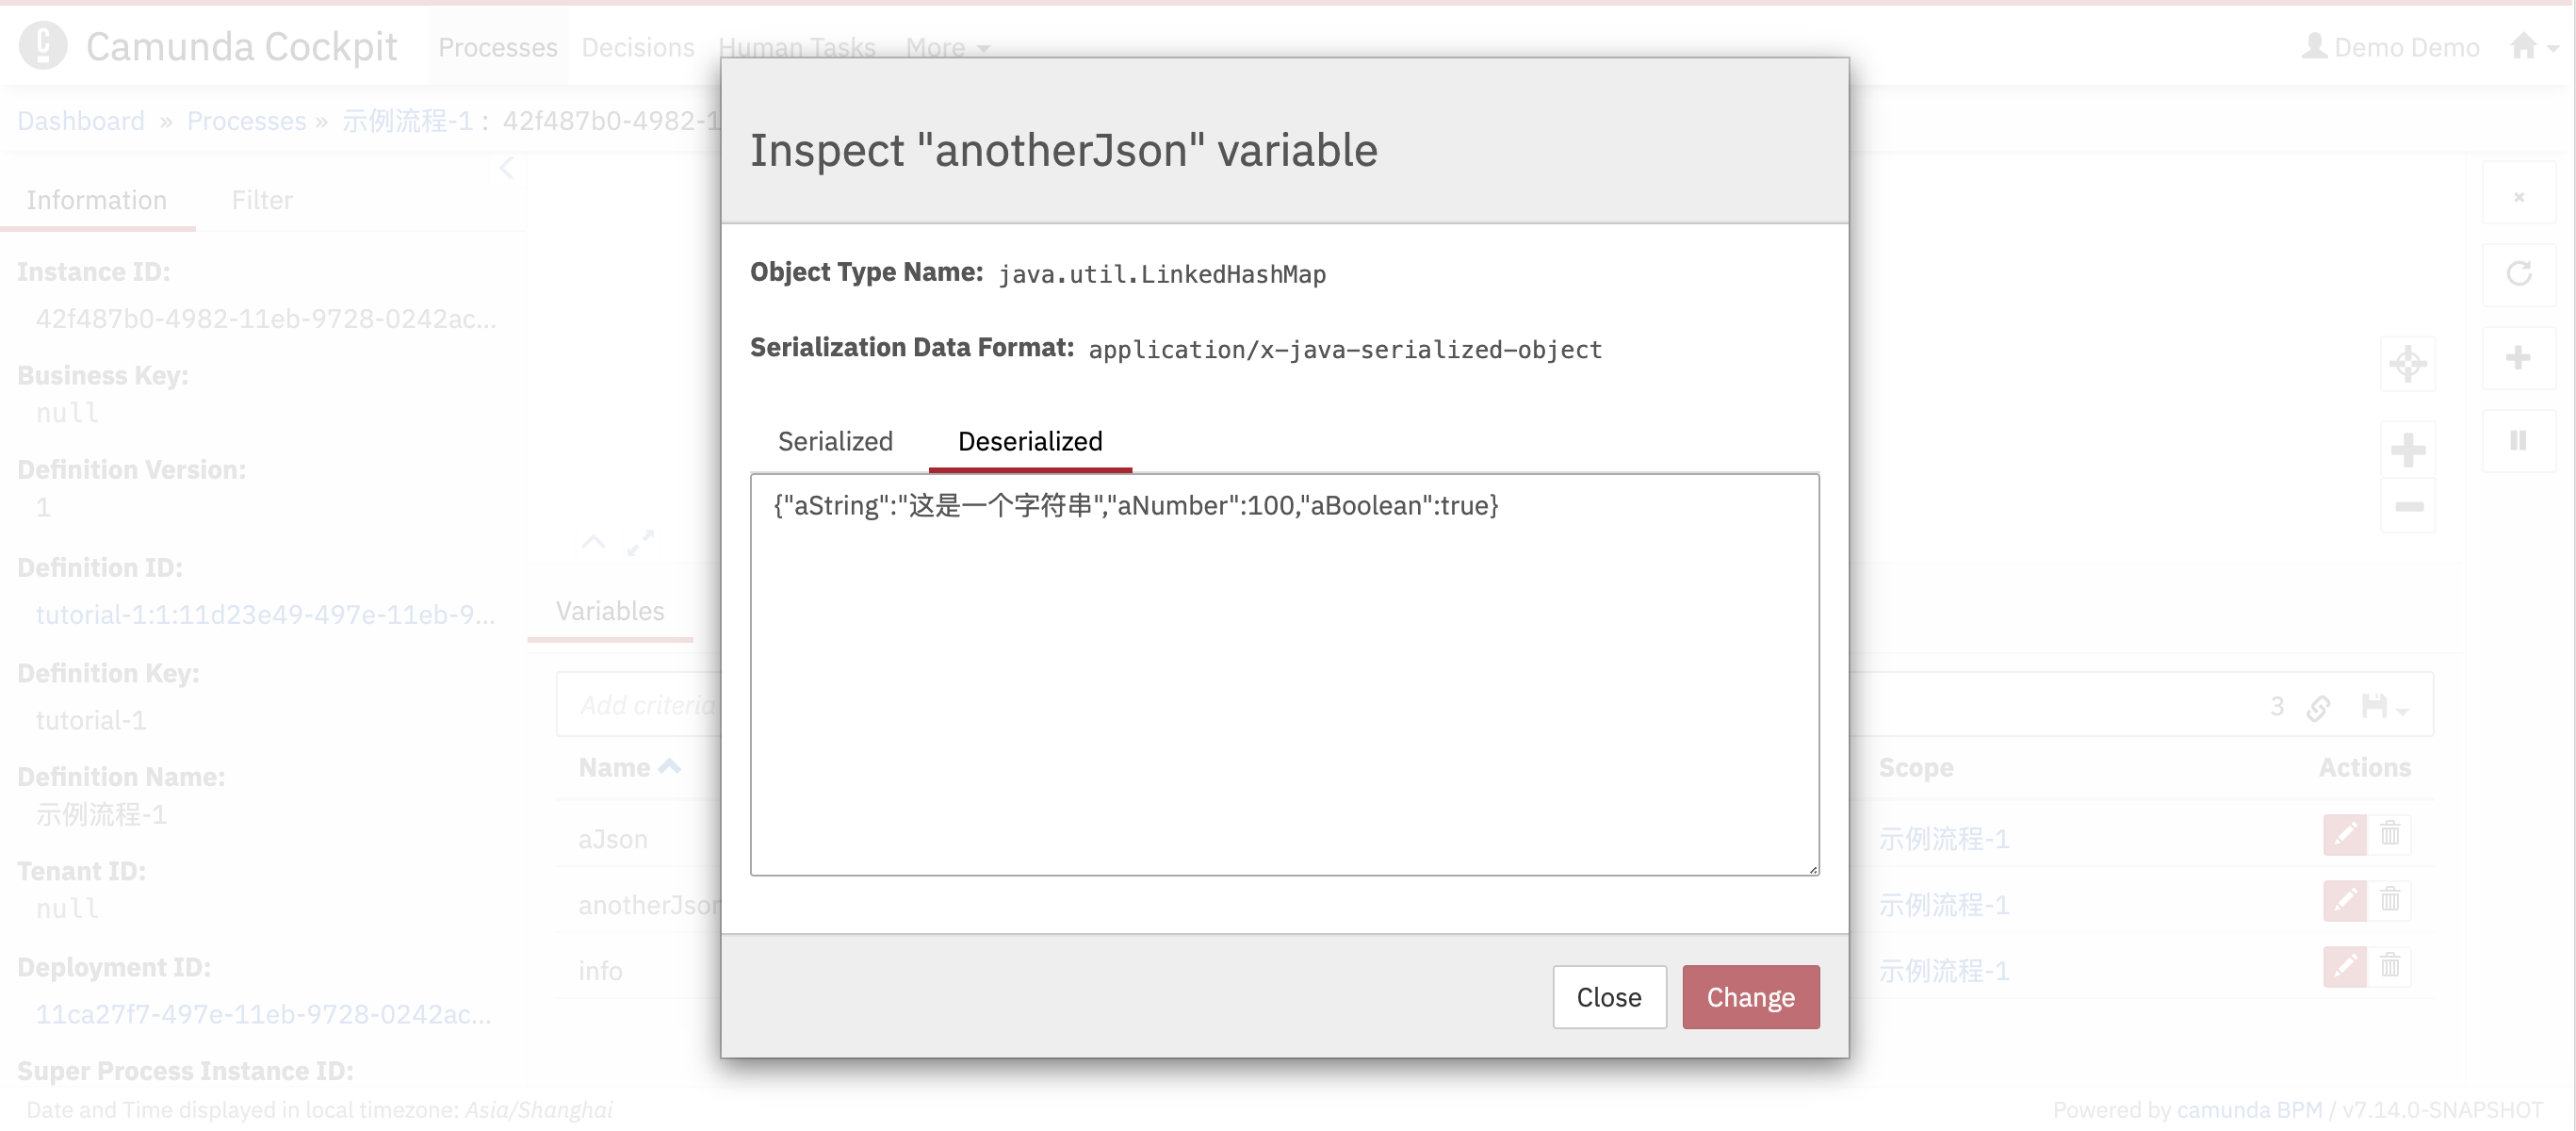 Camunda Cockpit Processes Decisions Human Tasks More Demo Demo
Dashboard » Processes » 示例流程-1 : 42f487b0-4982-1
Inspect "anotherJson" variable
Information Filter
Instance ID:
42f487b0-4982-11eb-9728-0242ac...
Business Key:
null
Definition Version:
1
Definition ID:
tutorial-1:1:11d23e49-497e-11eb-9...
Definition Key:
tutorial-1
Definition Name:
示例流程-1
Tenant ID:
null
Deployment ID:
11ca27f7-497e-11eb-9728-0242ac...
Super Process Instance ID:
Object Type Name: java.util.LinkedHashMap
Serialization Data Format: application/x-java-serialized-object
Serialized Deserialized
{"aString":"这是一个字符串","aNumber":100,"aBoolean":true}
Close Change
Variables
Add criteria 3
Name Scope Actions
aJson 示例流程-1
anotherJson 示例流程-1
info 示例流程-1
Date and Time displayed in local timezone: Asia/Shanghai
Powered by camunda BPM / v7.14.0-SNAPSHOT